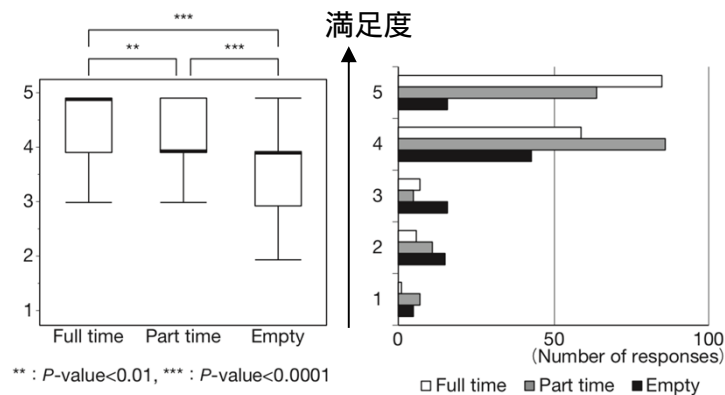 満足度
***
** ***
5
4
3
2
1
Full time Part time Empty
** : P-value<0.01, *** : P-value<0.0001
5
4
3
2
1
0 50 100
(Number of responses)
Full time Part time Empty